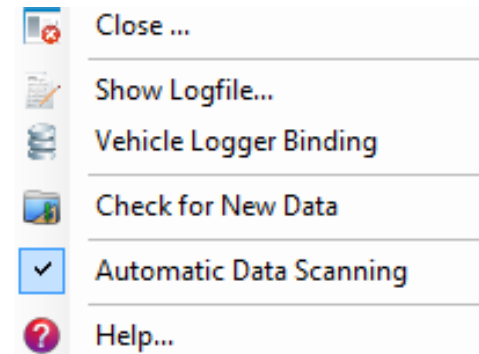 Close ...
Show Logfile...
Vehicle Logger Binding
Check for New Data
Automatic Data Scanning
Help...